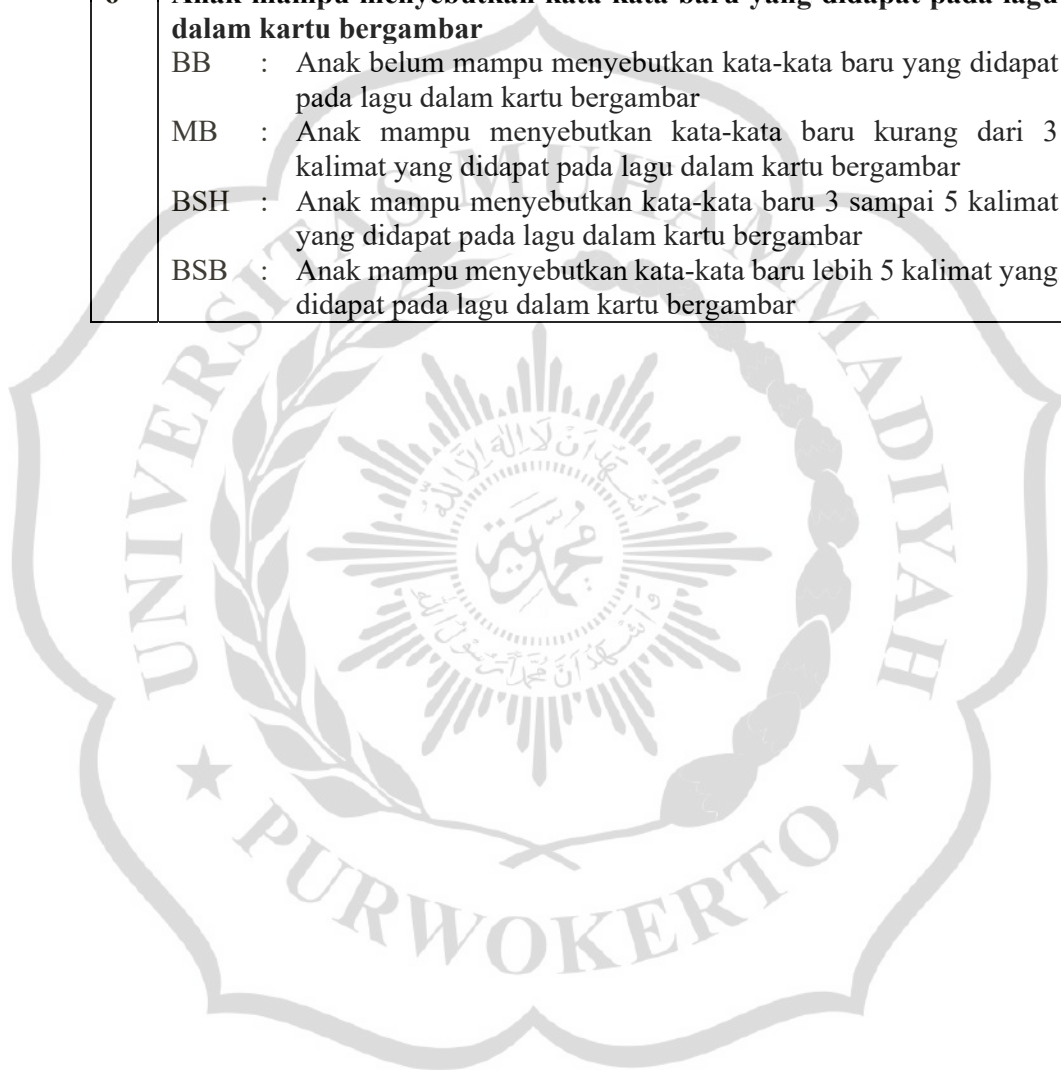 Anak mampu menyebutkan kata-kata baru yang didapat pada lagu
dalam kartu bergambar
BB : Anak belum mampu menyebutkan kata-kata baru yang didapat
pada lagu dalam kartu bergambar
MB : Anak mampu menyebutkan kata-kata baru kurang dari 3
kalimat yang didapat pada lagu dalam kartu bergambar
BSH : Anak mampu menyebutkan kata-kata baru 3 sampai 5 kalimat
yang didapat pada lagu dalam kartu bergambar
BSB : Anak mampu menyebutkan kata-kata baru lebih 5 kalimat yang
didapat pada lagu dalam kartu bergambar
UNIVERSITAS MUHAMMADIYAH
PURWOKERTO